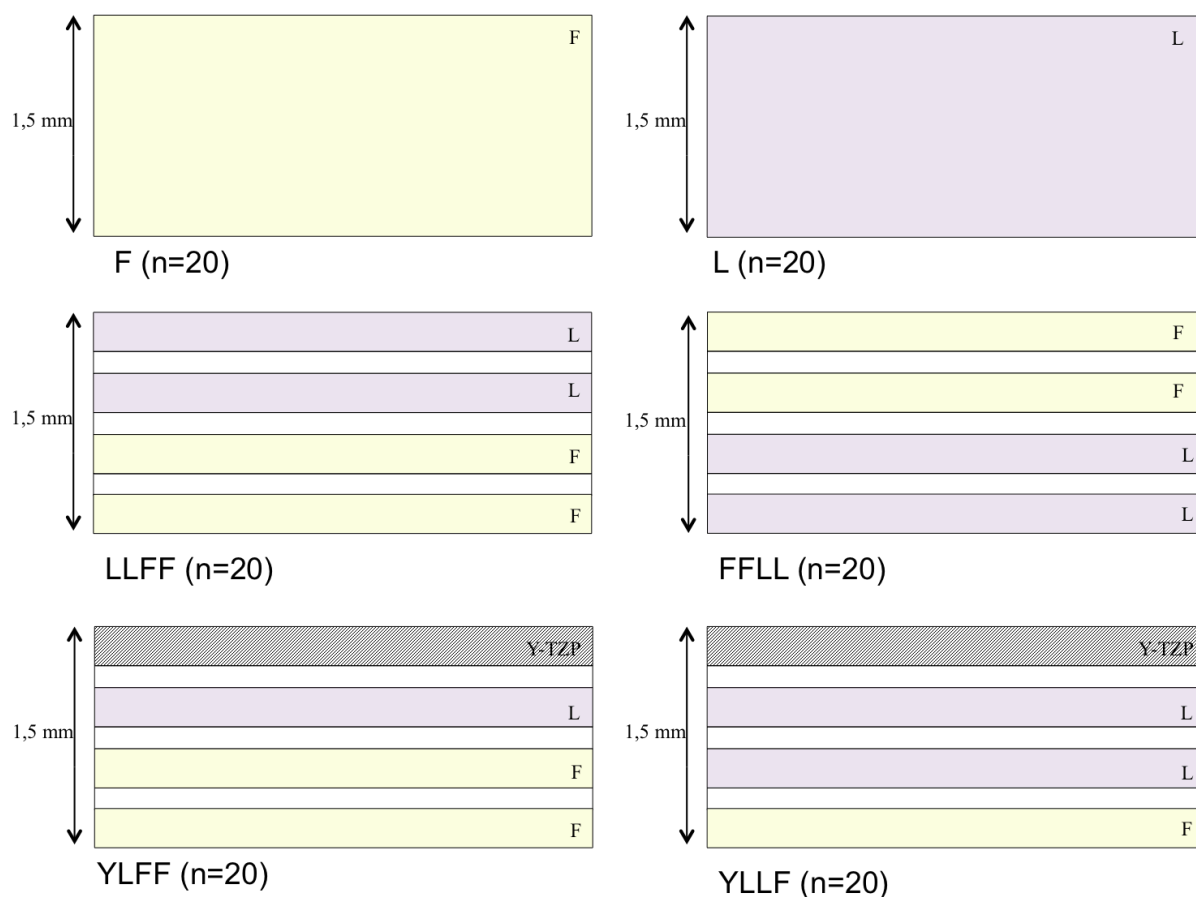 F
1,5 mm
F (n=20)
L
1,5 mm
L (n=20)
L
L
1,5 mm
F
F
LLFF (n=20)
F
F
1,5 mm
L
L
FFLL (n=20)
Y-TZP
L
1,5 mm
F
F
YLFF (n=20)
Y-TZP
L
1,5 mm
L
F
YLLF (n=20)